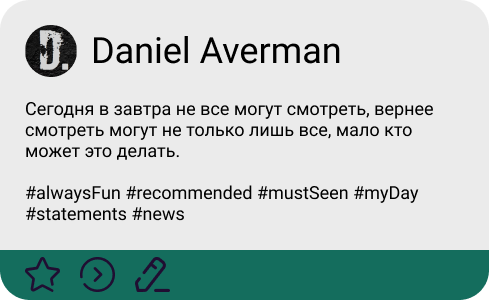 D.
Daniel Averman
Сегодня в завтра не все могут смотреть, вернее
смотреть могут не только лишь все, мало кто
может это делать.
#alwaysFun #recommended #mustSeen #myDay
#statements #news